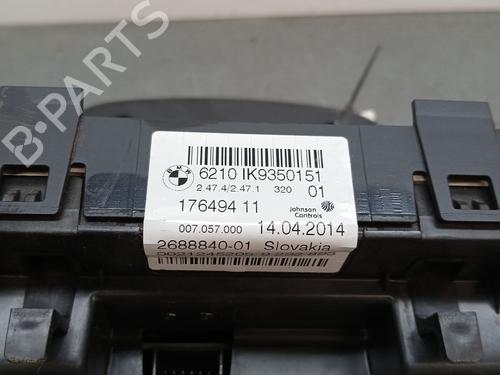 B-PARTS
BMW
6210 IK9350151
2.47.4/2.47.1 320 01
176494 11
Johnson Controls
007.057.000 14.04.2014
2688840-01 Slovakia